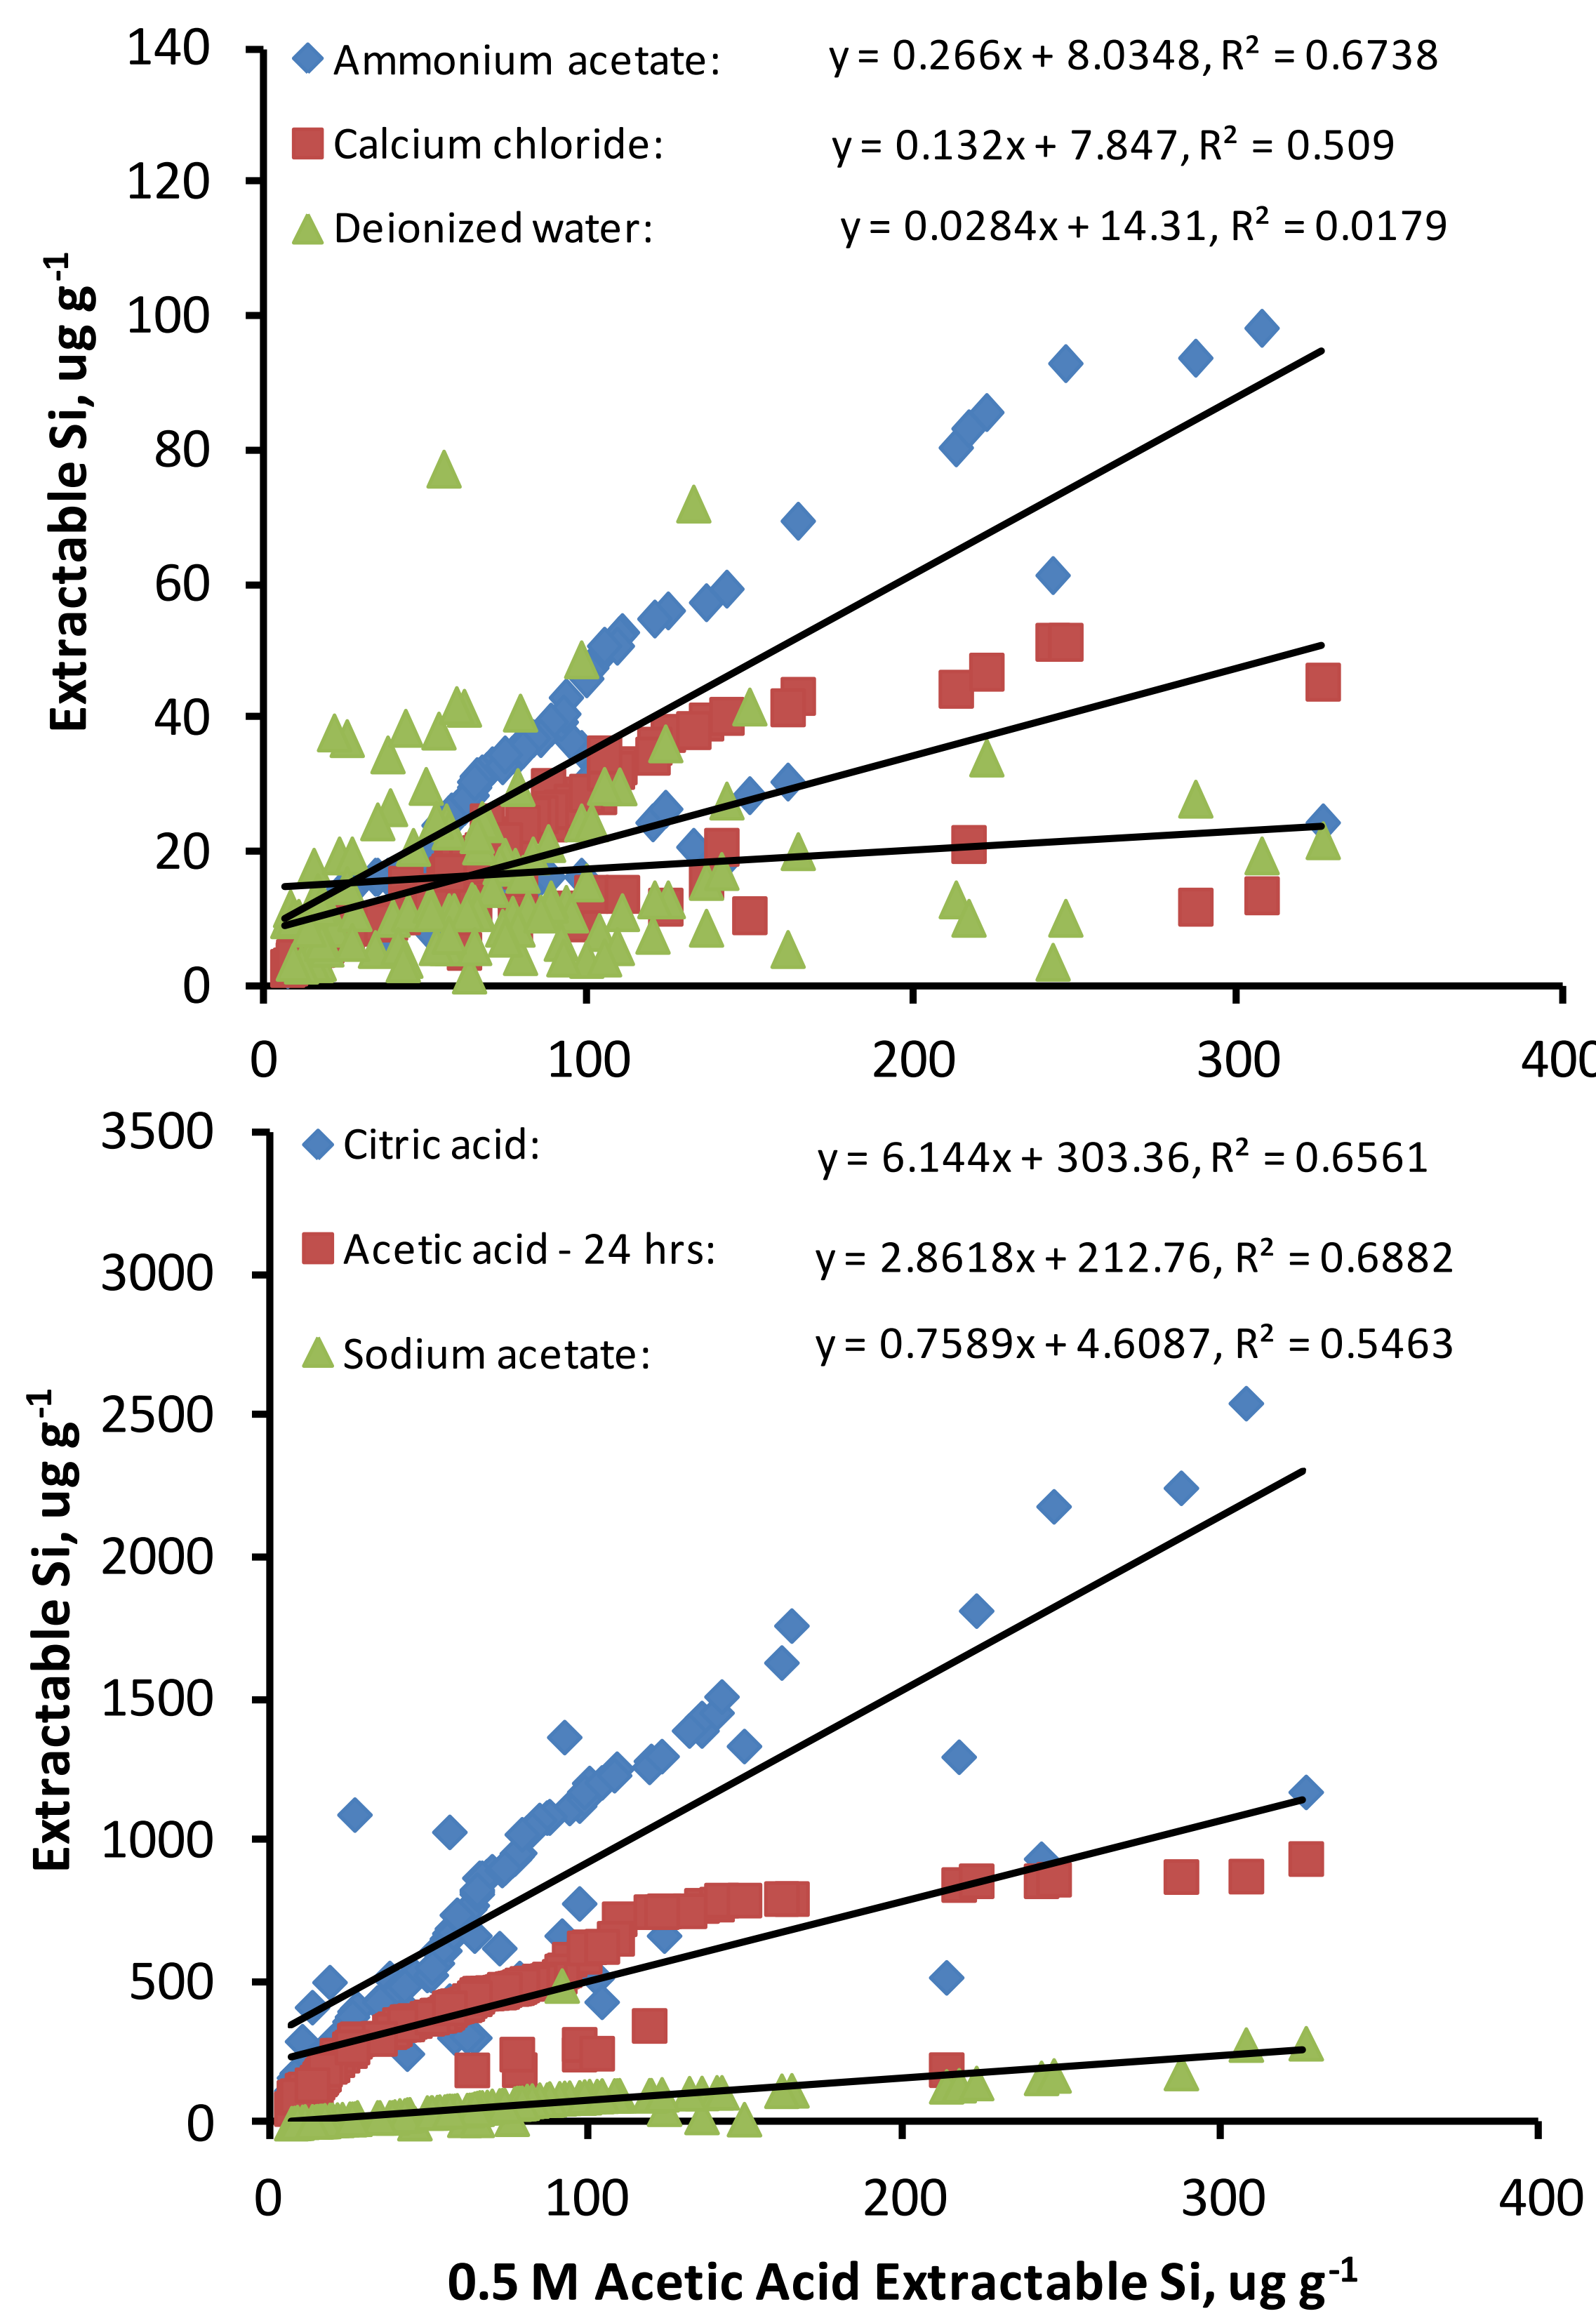 140
120
100
80
60
40
20
0
Extractable Si, ug g⁻¹
Ammonium acetate: y = 0.266x + 8.0348, R² = 0.6738
Calcium chloride: y = 0.132x + 7.847, R² = 0.509
Deionized water: y = 0.0284x + 14.31, R² = 0.0179
0 100 200 300 400
3500
3000
2500
2000
1500
1000
500
0
Extractable Si, ug g⁻¹
Citric acid: y = 6.144x + 303.36, R² = 0.6561
Acetic acid - 24 hrs: y = 2.8618x + 212.76, R² = 0.6882
Sodium acetate: y = 0.7589x + 4.6087, R² = 0.5463
0 100 200 300 400
0.5 M Acetic Acid Extractable Si, ug g⁻¹